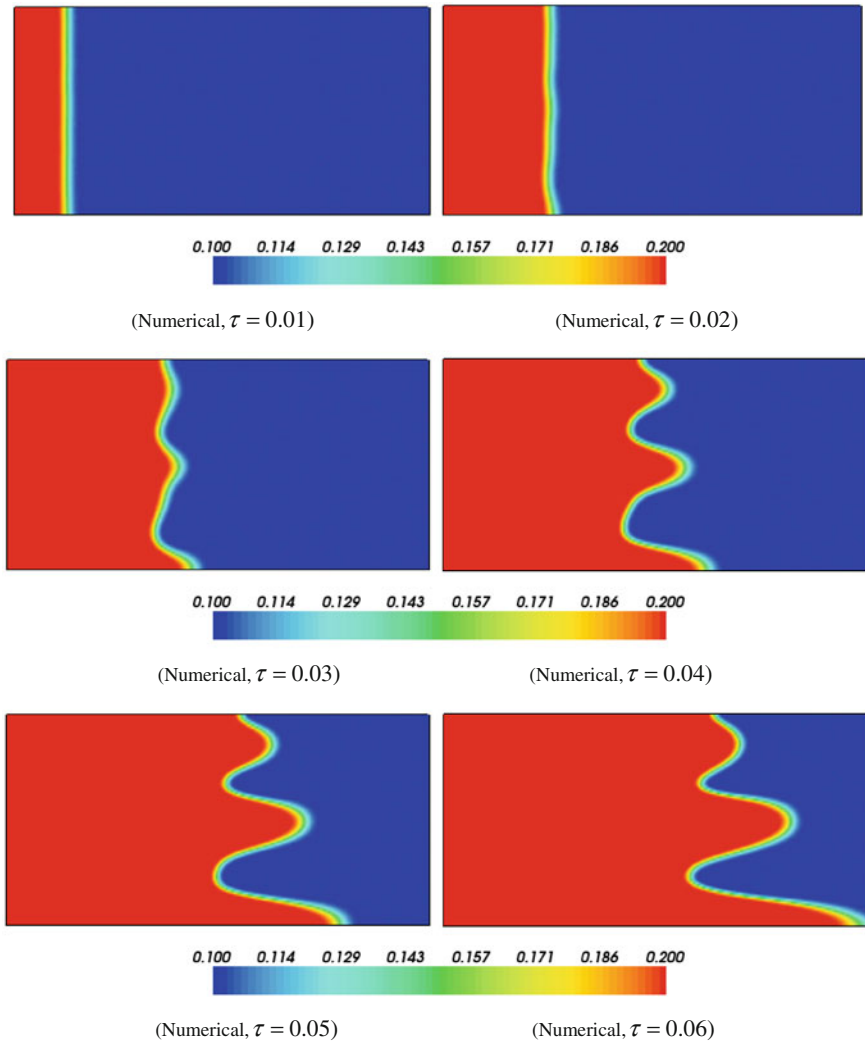 0.100 0.114 0.129 0.143 0.157 0.171 0.186 0.200
(Numerical, τ = 0.01) (Numerical, τ = 0.02)
0.100 0.114 0.129 0.143 0.157 0.171 0.186 0.200
(Numerical, τ = 0.03) (Numerical, τ = 0.04)
0.100 0.114 0.129 0.143 0.157 0.171 0.186 0.200
(Numerical, τ = 0.05) (Numerical, τ = 0.06)